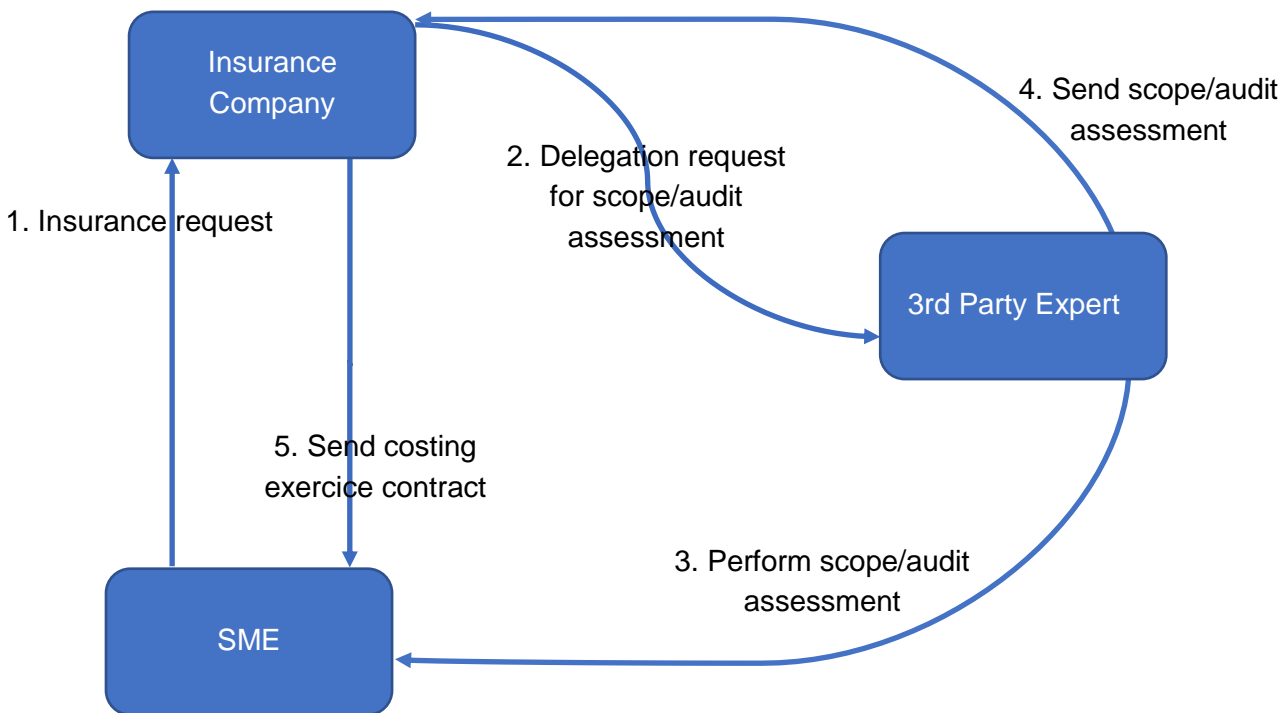 Insurance
Company
4. Send scope/audit
assessment
2. Delegation request
for scope/audit
assessment
1. Insurance request
3rd Party Expert
5. Send costing
exercice contract
3. Perform scope/audit
assessment
SME